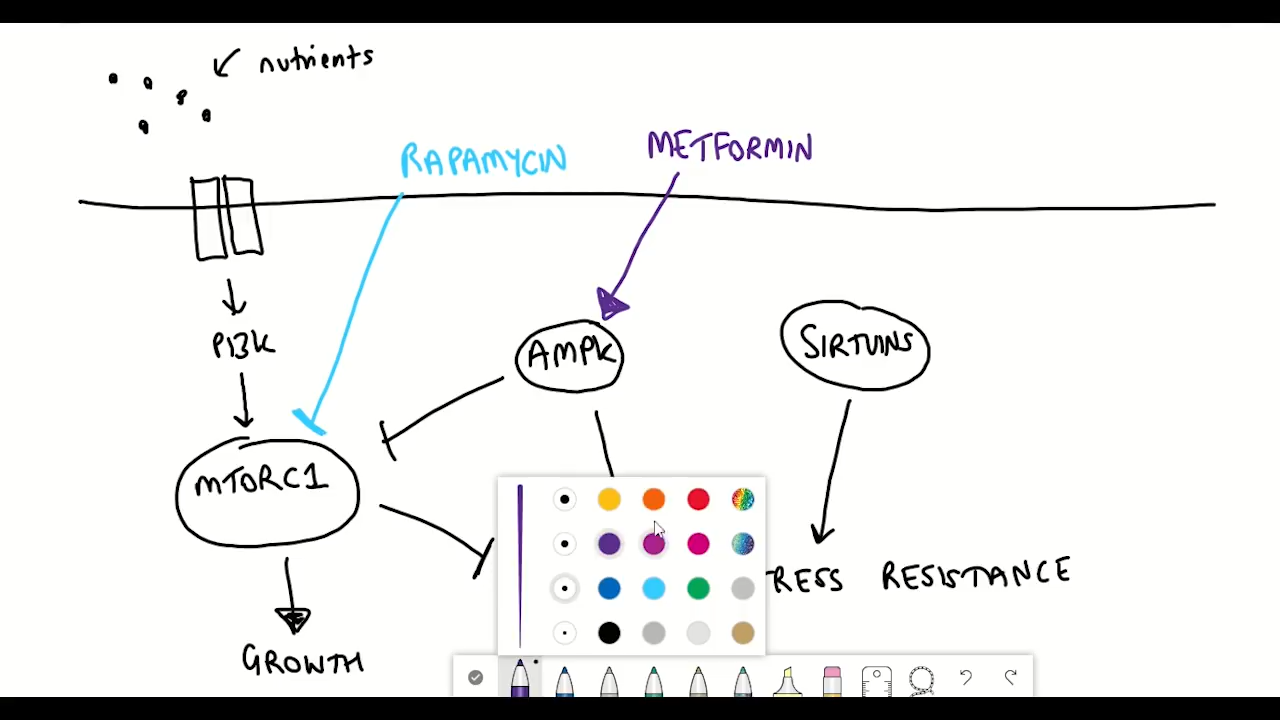 nutrients
RAPAMYCIN
METFORMIN
PI3K
AMPK
SIRTUINS
mTORC1
RESS RESISTANCE
GROWTH